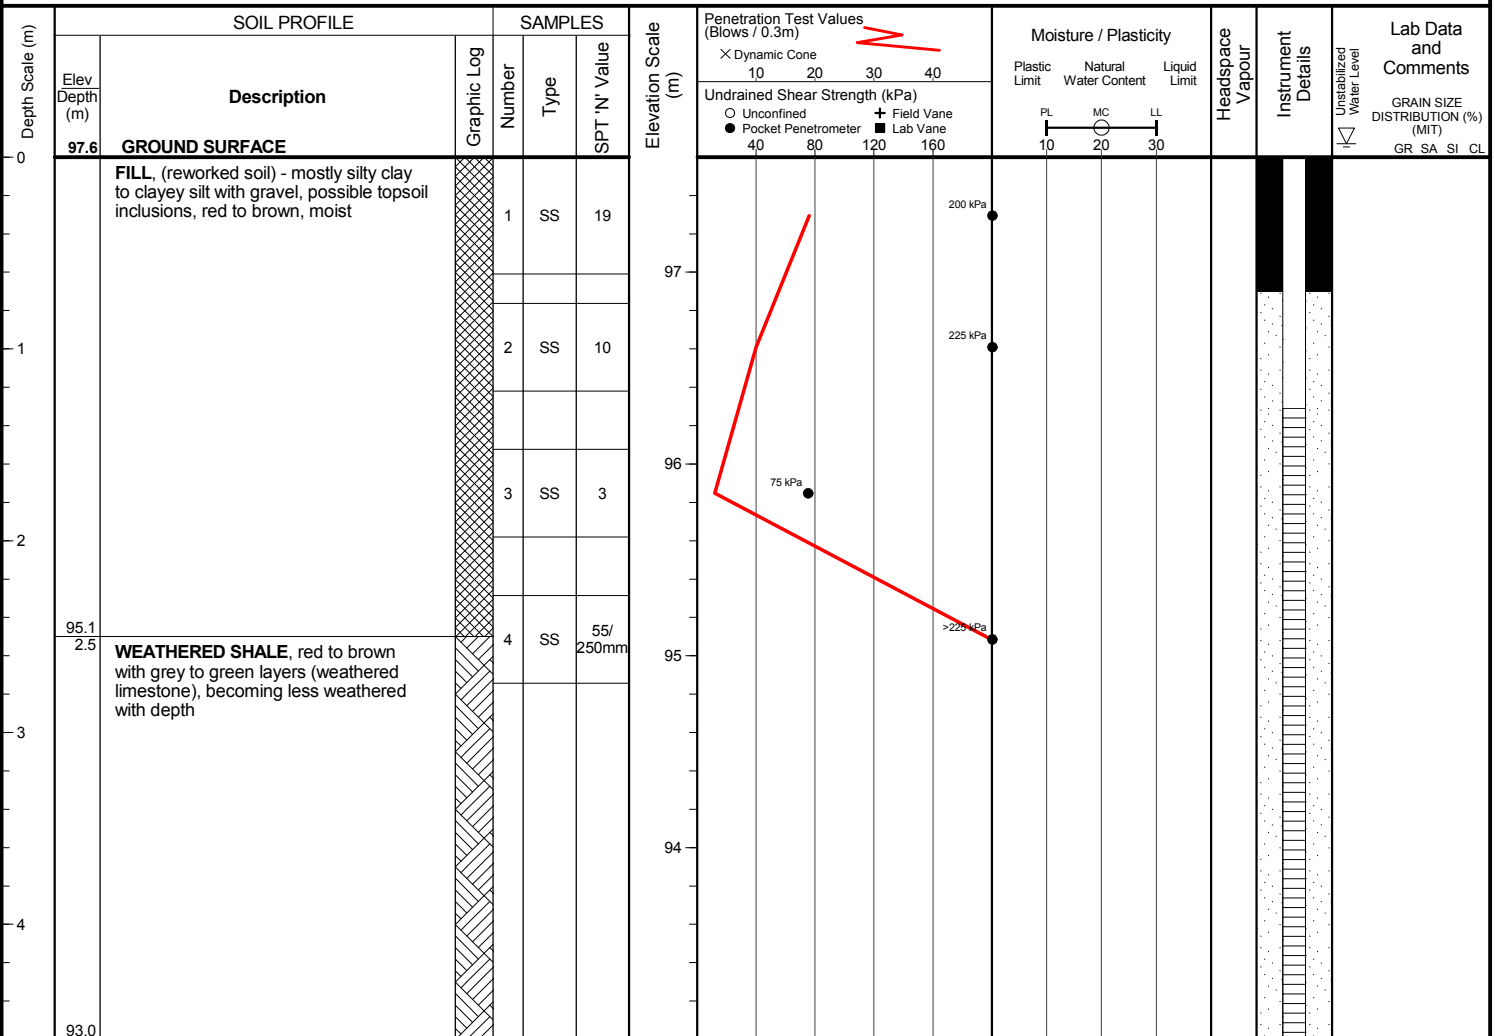 SOIL PROFILE
SAMPLES
Depth Scale (m)
Elev
Depth
(m)
Description
Graphic Log
Number
Type
SPT 'N' Value
Elevation Scale
(m)
Penetration Test Values
(Blows / 0.3m)
× Dynamic Cone
10 20 30 40
Undrained Shear Strength (kPa)
○ Unconfined + Field Vane
● Pocket Penetrometer ■ Lab Vane
40 80 120 160
Moisture / Plasticity
Plastic Limit
Natural Water Content
Liquid Limit
PL MC LL
10 20 30
Headspace
Vapour
Instrument
Details
Unstabilized
Water Level
Lab Data
and
Comments
GRAIN SIZE
DISTRIBUTION (%)
(MIT)
GR SA SI CL
97.6 GROUND SURFACE
0
FILL, (reworked soil) - mostly silty clay
to clayey silt with gravel, possible topsoil
inclusions, red to brown, moist
1 SS 19
200 kPa
97
1
2 SS 10
225 kPa
96
3 SS 3
75 kPa
2
95.1
2.5
4 SS 55/
250mm
>225 kPa
WEATHERED SHALE, red to brown
with grey to green layers (weathered
limestone), becoming less weathered
with depth
95
3
94
4
93.0